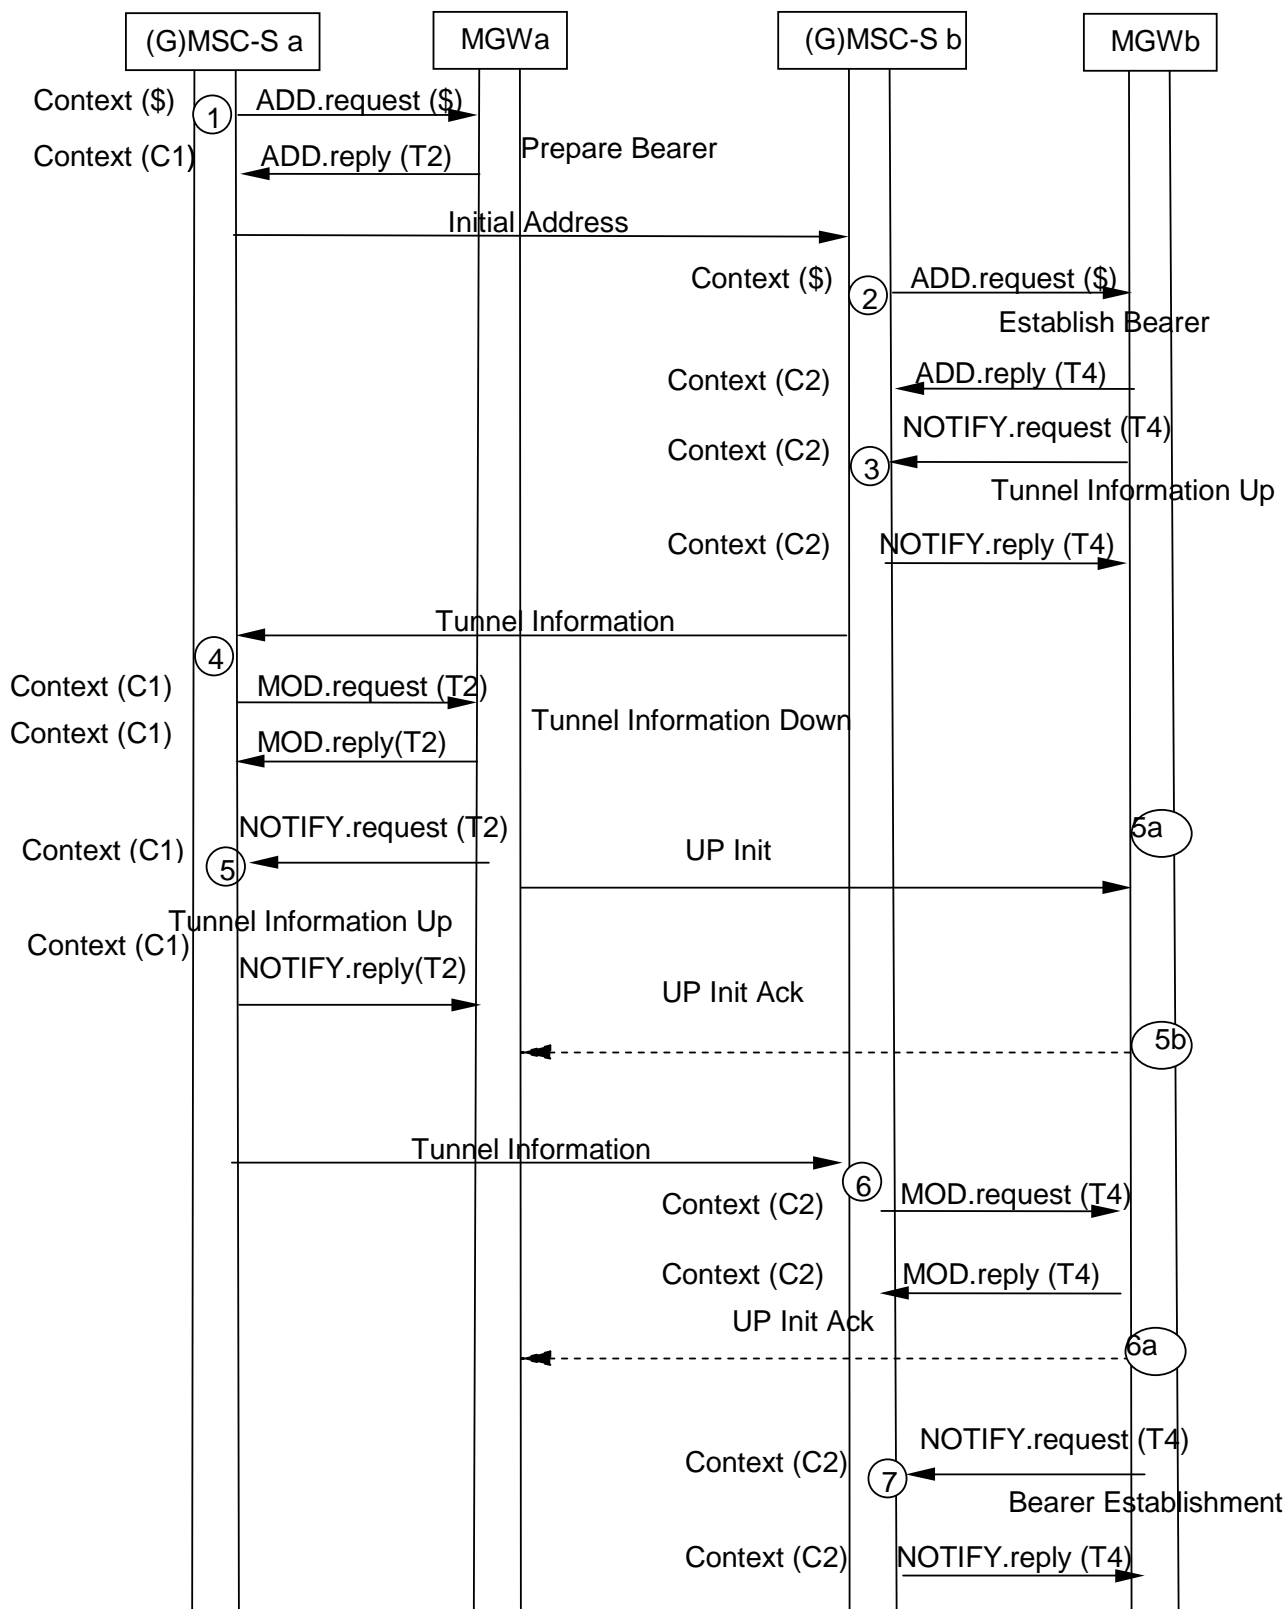 (G)MSC-S a
MGWa
(G)MSC-S b
MGWb
Context ($)
1
ADD.request ($)
Context (C1)
ADD.reply (T2)
Prepare Bearer
Initial Address
Context ($)
2
ADD.request ($)
Establish Bearer
Context (C2)
ADD.reply (T4)
NOTIFY.request (T4)
Context (C2)
3
Tunnel Information Up
Context (C2)
NOTIFY.reply (T4)
Tunnel Information
4
Context (C1)
MOD.request (T2)
Context (C1)
MOD.reply(T2)
Tunnel Information Down
NOTIFY.request (T2)
5a
Context (C1)
5
UP Init
Tunnel Information Up
Context (C1)
NOTIFY.reply(T2)
UP Init Ack
5b
Tunnel Information
6
Context (C2)
MOD.request (T4)
Context (C2)
MOD.reply (T4)
UP Init Ack
6a
NOTIFY.request (T4)
Context (C2)
7
Bearer Establishment
Context (C2)
NOTIFY.reply (T4)